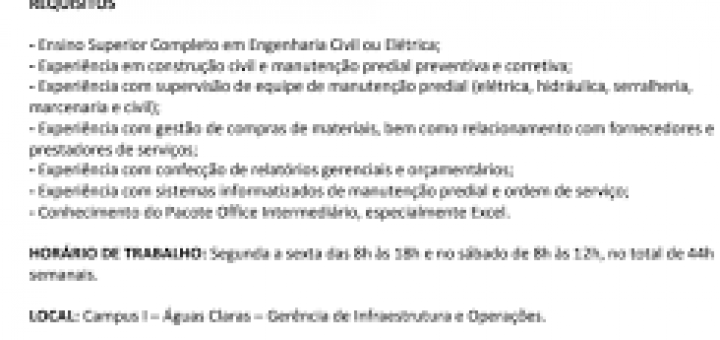 REQUISITOS
- Ensino Superior Completo em Engenharia Civil ou Elétrica;
- Experiência em construção civil e manutenção predial preventiva e corretiva;
- Experiência com supervisão de equipe de manutenção predial (elétrica, hidráulica, serralheria,
marcenaria e civil);
- Experiência com gestão de compras de materiais, bem como relacionamento com fornecedores e
prestadores de serviços;
- Experiência com confecção de relatórios gerenciais e orçamentários;
- Experiência com sistemas informatizados de manutenção predial e ordem de serviço;
- Conhecimento do Pacote Office Intermediário, especialmente Excel.
HORÁRIO DE TRABALHO: Segunda a sexta das 8h às 18h e no sábado de 8h às 12h, no total de 44h
semanais.
LOCAL: Campus I – Águas Claras – Gerência de Infraestrutura e Operações.